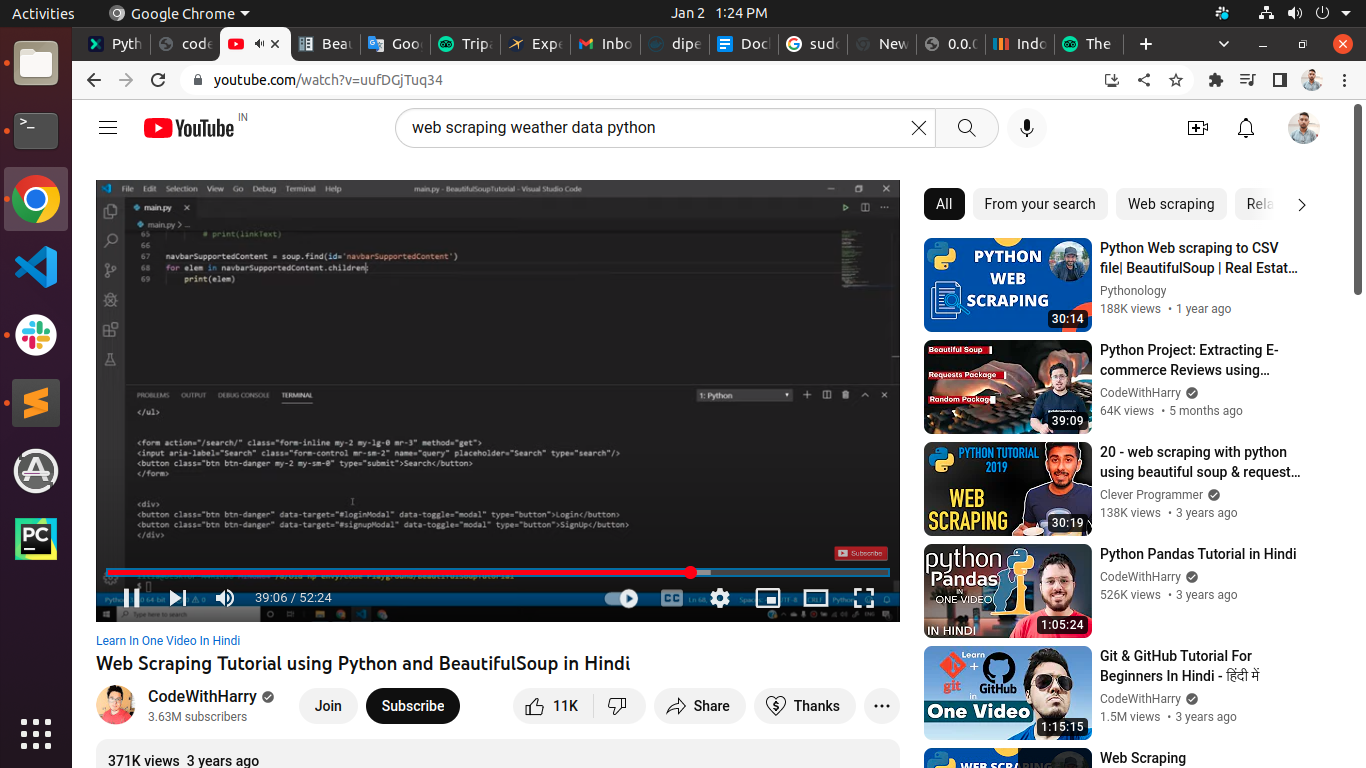 Activities
Google Chrome
Jan 2 1:24 PM
Pyth
code
Beau
Goo
Trip
Expe
Inbo
dipe
Docl
sudo
New
0.0.0
Indo
The
youtube.com/watch?v=uufDGjTuq34
YouTube IN
web scraping weather data python
File Edit Selection View Go Debug Terminal Help
main.py - BeautifulSoupTutorial - Visual Studio Code
main.py
main.py > ...
65 # print(linkText)
66
67 navbarSupportedContent = soup.find(id='navbarSupportedContent')
68 for elem in navbarSupportedContent.children:
69 print(elem)
PROBLEMS OUTPUT DEBUG CONSOLE TERMINAL
1: Python
</ul>
<form action="/search/" class="form-inline my-2 my-lg-0 mr-3" method="get">
<input aria-label="Search" class="form-control mr-sm-2" name="query" placeholder="Search" type="search"/>
<button class="btn btn-danger my-2 my-sm-0" type="submit">Search</button>
</form>
<div>
<button class="btn btn-danger" data-target="#loginModal" data-toggle="modal" type="button">Login</button>
<button class="btn btn-danger" data-target="#signupModal" data-toggle="modal" type="button">SignUp</button>
</div>
Subscribe
39:06 / 52:24
CC
Learn In One Video In Hindi
Web Scraping Tutorial using Python and BeautifulSoup in Hindi
CodeWithHarry
3.63M subscribers
Join
Subscribe
11K
Share
Thanks
371K views 3 years ago
All
From your search
Web scraping
Rela
PYTHON
WEB
SCRAPING
30:14
Python Web scraping to CSV
file| BeautifulSoup | Real Estat…
Pythonology
188K views • 1 year ago
Beautiful Soup
Requests Package
Random Package
39:09
Python Project: Extracting E-
commerce Reviews using…
CodeWithHarry
64K views • 5 months ago
PYTHON TUTORIAL
2019
WEB
SCRAPING
30:19
20 - web scraping with python
using beautiful soup & request…
Clever Programmer
138K views • 3 years ago
python
Pandas
IN
ONE VIDEO
IN HINDI
1:05:24
Python Pandas Tutorial in Hindi
CodeWithHarry
526K views • 3 years ago
Learn
git + GitHub
in
One Video
1:15:15
Git & GitHub Tutorial For
Beginners In Hindi - हिंदी में
CodeWithHarry
1.5M views • 3 years ago
Web Scraping
PC